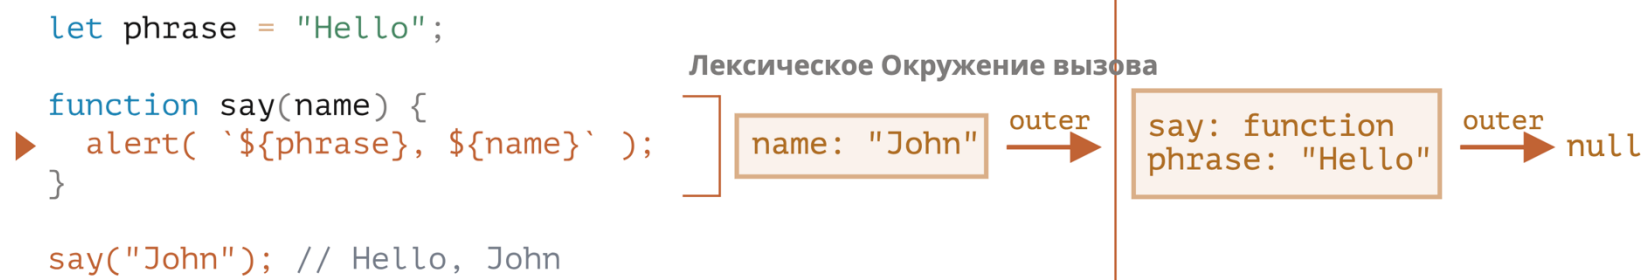 let phrase = "Hello";
function say(name) {
alert( `${phrase}, ${name}` );
}
say("John"); // Hello, John
Лексическое Окружение вызова
name: "John"
outer
say: function
phrase: "Hello"
outer
null